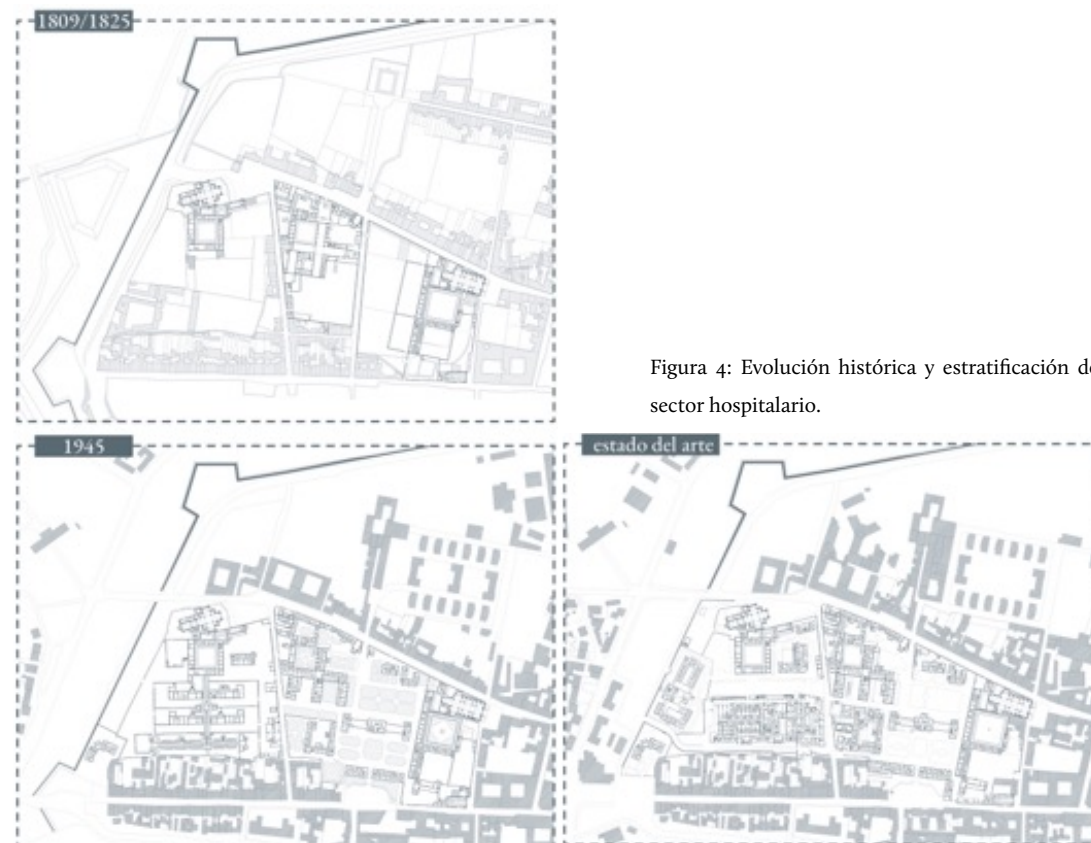 1809/1825
Figura 4: Evolución histórica y estratificación de
sector hospitalario.
1945
estado del arte